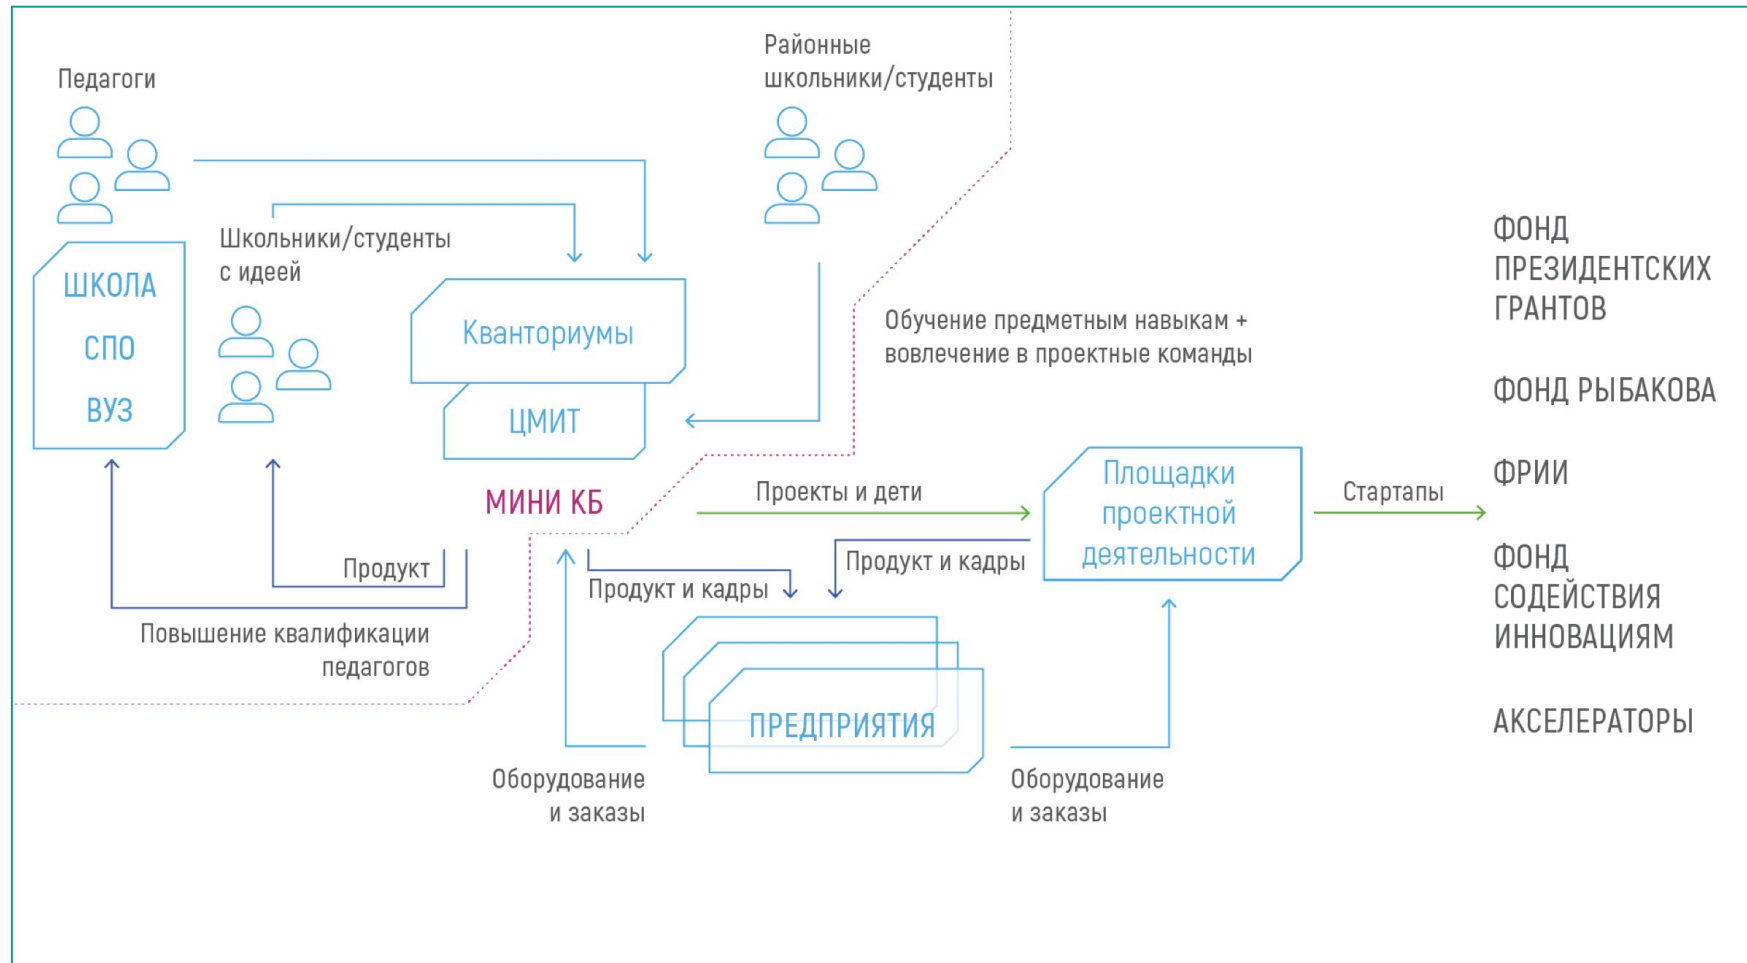 Педагоги
Районные
школьники/студенты
Школьники/студенты
с идеей
ШКОЛА
СПО
ВУЗ
Кванториумы
ЦМИТ
МИНИ КБ
Обучение предметным навыкам +
вовлечение в проектные команды
Проекты и дети
Площадки
проектной
деятельности
Стартапы
Продукт
Повышение квалификации
педагогов
Продукт и кадры
Продукт и кадры
ПРЕДПРИЯТИЯ
Оборудование
и заказы
Оборудование
и заказы
ФОНД
ПРЕЗИДЕНТСКИХ
ГРАНТОВ
ФОНД РЫБАКОВА
ФРИИ
ФОНД
СОДЕЙСТВИЯ
ИННОВАЦИЯМ
АКСЕЛЕРАТОРЫ